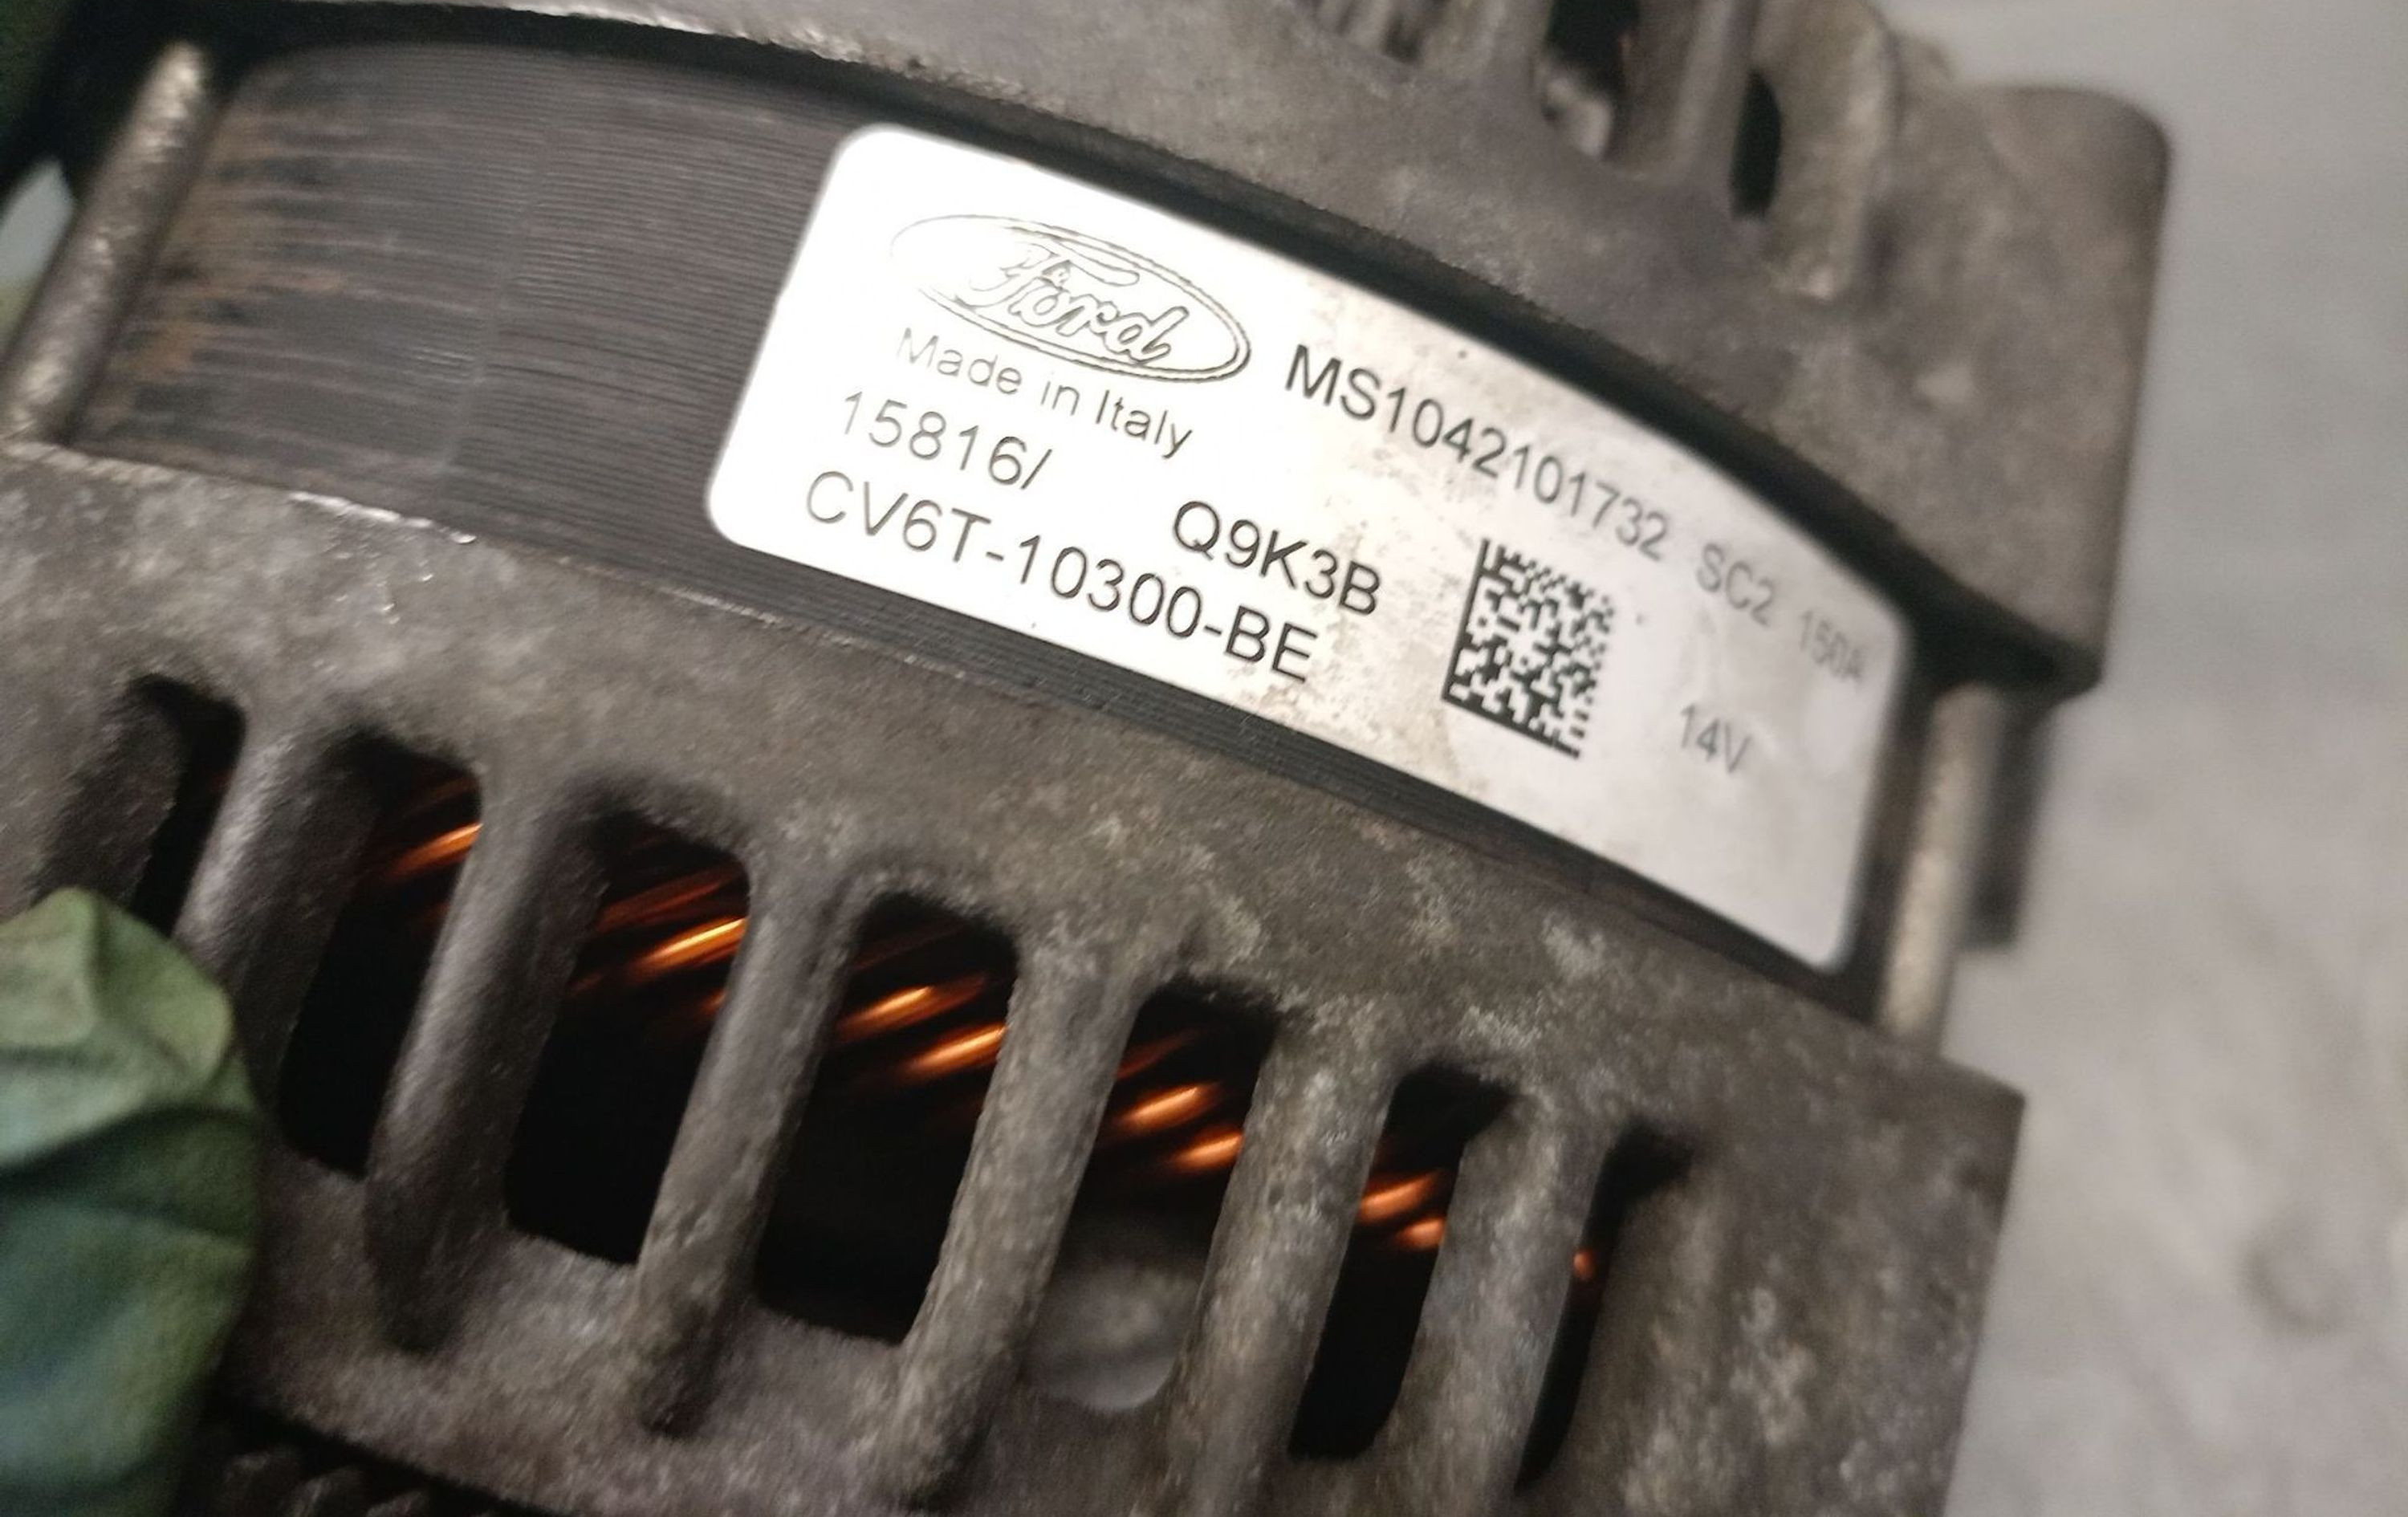 Ford
MS1042101732 SC2 150A
Made in Italy
15816/ Q9K3B
14V
CV6T-10300-BE